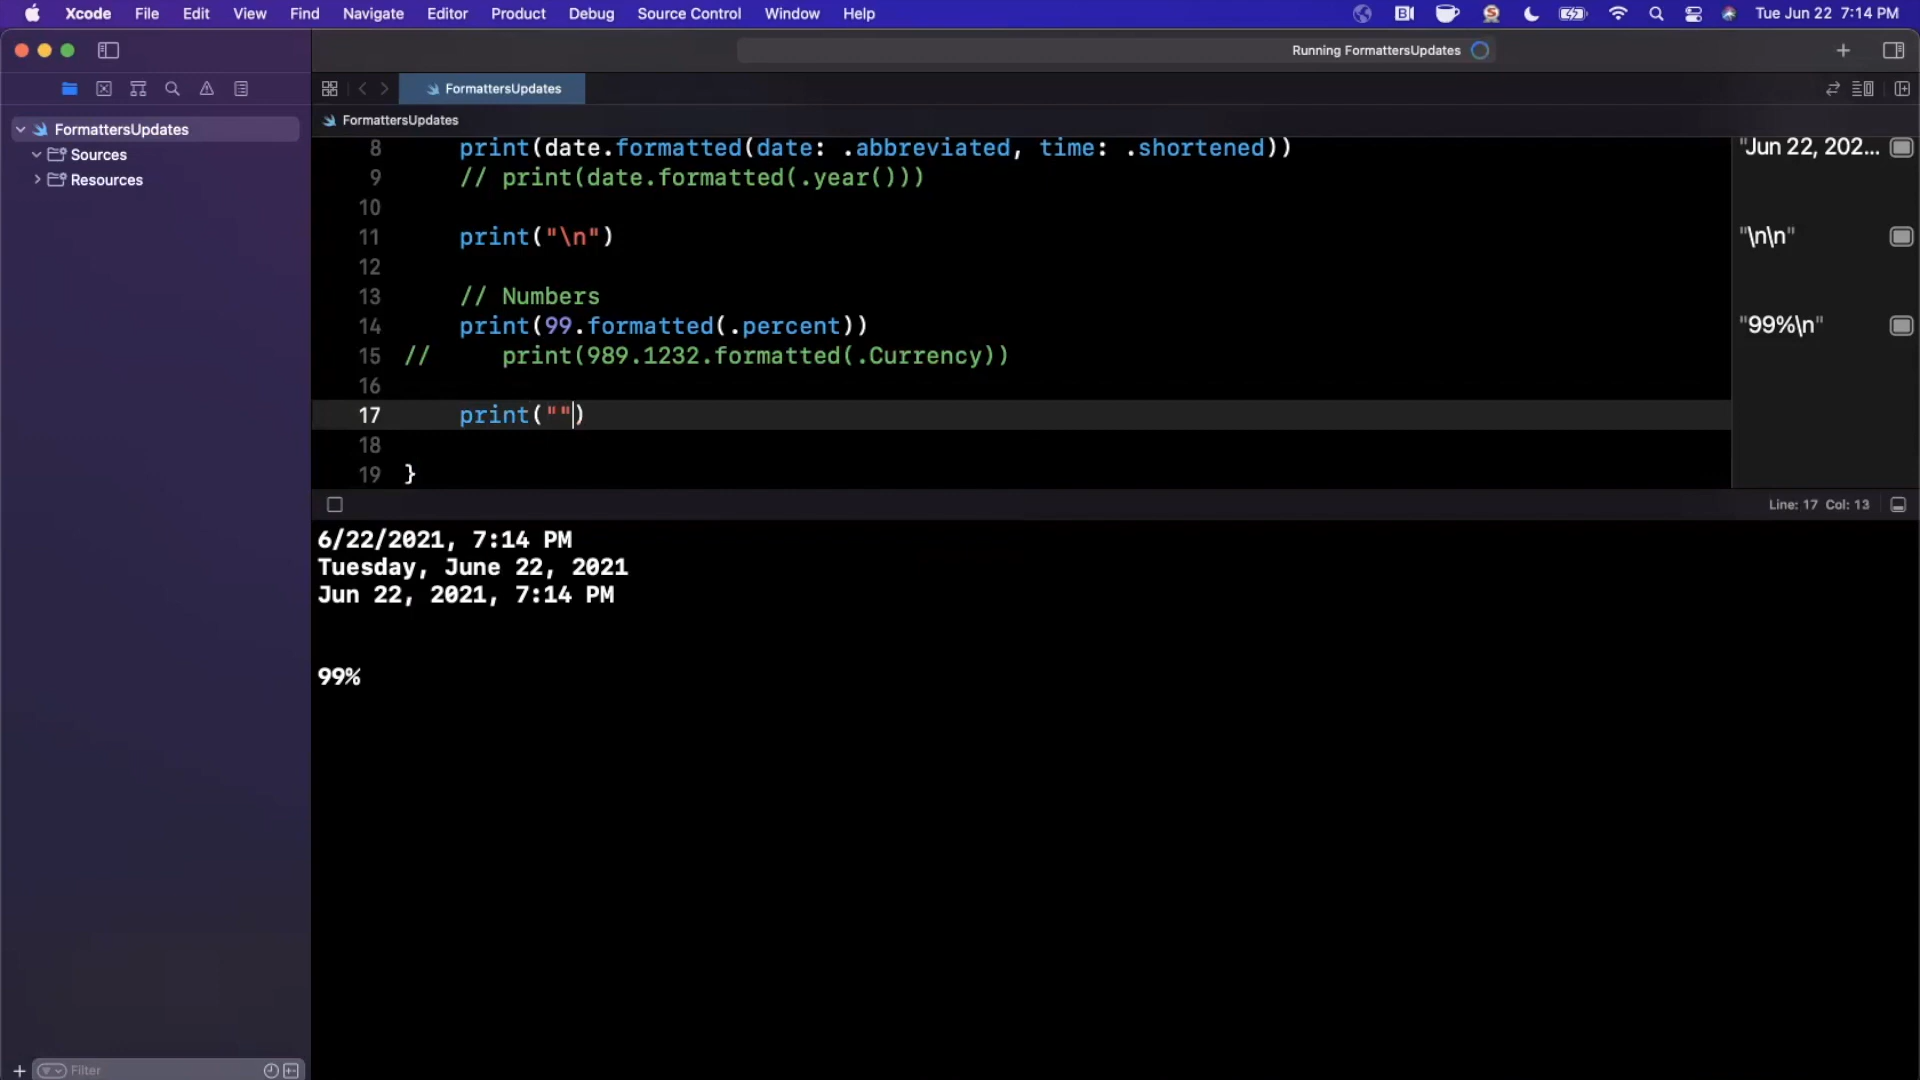 Xcode File Edit View Find Navigate Editor Product Debug Source Control Window Help Tue Jun 22 7:14 PM
Running FormattersUpdates
FormattersUpdates
FormattersUpdates
FormattersUpdates
Sources
Resources
8 print(date.formatted(date: .abbreviated, time: .shortened)) "Jun 22, 202...
9 // print(date.formatted(.year()))
10
11 print("\n") "\n\n"
12
13 // Numbers
14 print(99.formatted(.percent)) "99%\n"
15 // print(989.1232.formatted(.Currency))
16
17 print("")
18
19 }
Line: 17 Col: 13
6/22/2021, 7:14 PM
Tuesday, June 22, 2021
Jun 22, 2021, 7:14 PM
99%
Filter